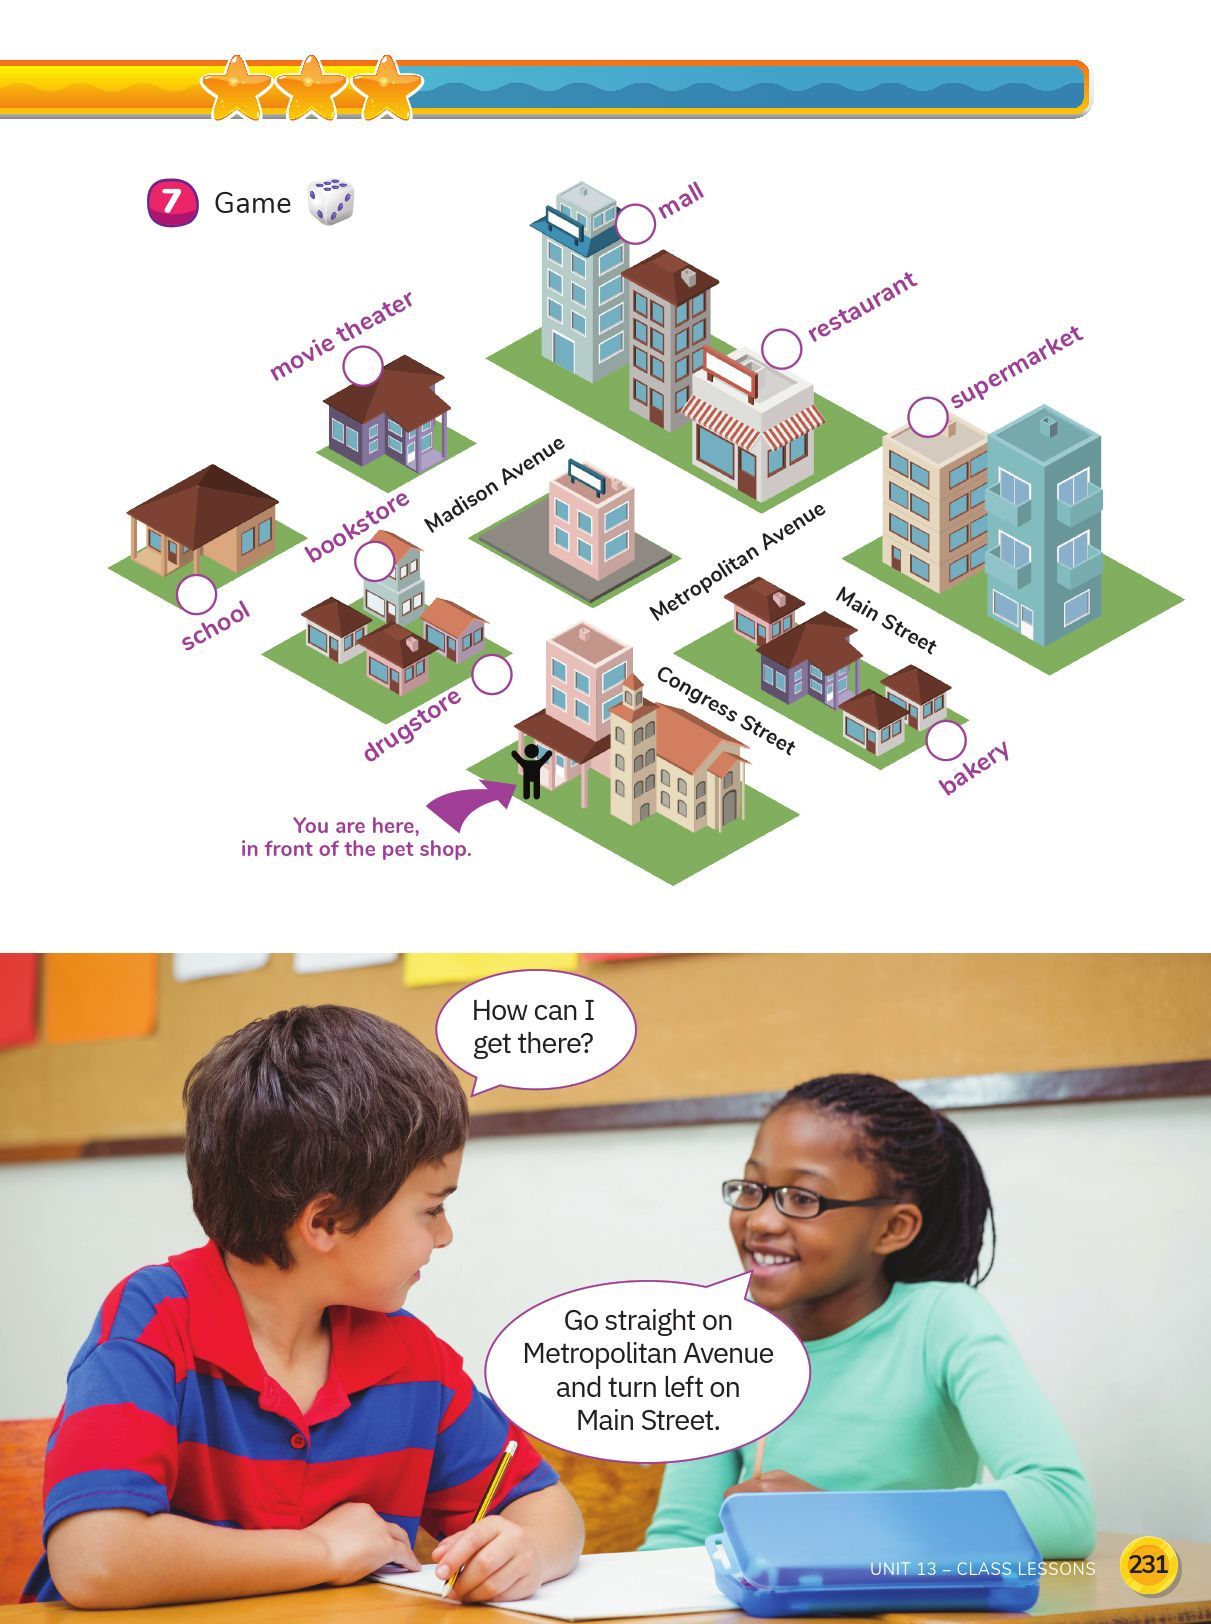 7 Game
mall
movie theater
restaurant
supermarket
Madison Avenue
bookstore
Metropolitan Avenue
school
Main Street
Congress Street
drugstore
bakery
You are here,
in front of the pet shop.
How can I
get there?
Go straight on
Metropolitan Avenue
and turn left on
Main Street.
UNIT 13 – CLASS LESSONS
231